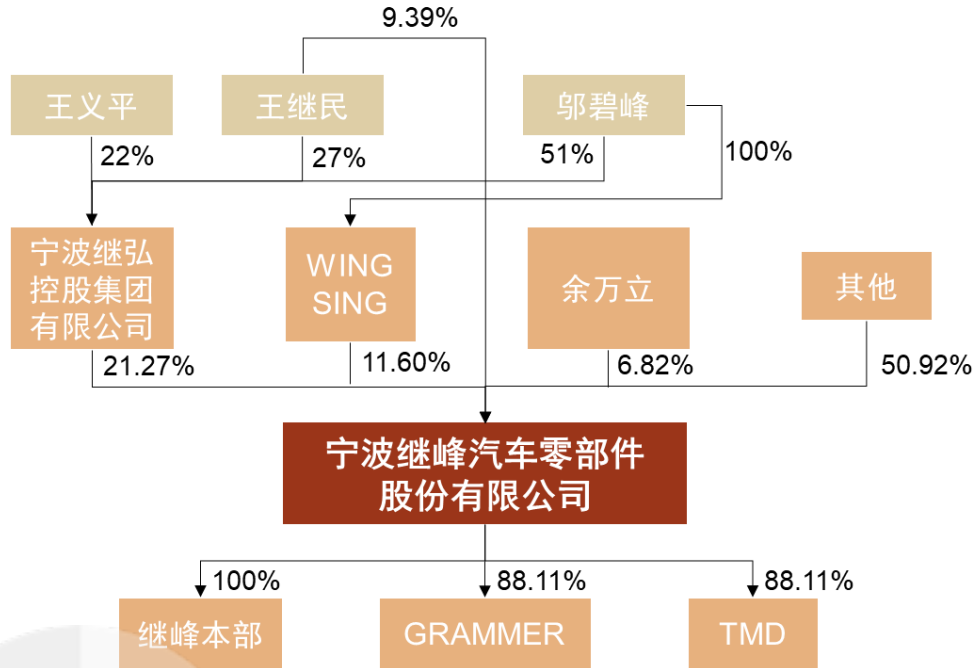 9.39%
王义平
王继民
邬碧峰
22%
27%
51%
100%
宁波继弘
控股集团
有限公司
WING
SING
余万立
其他
21.27%
11.60%
6.82%
50.92%
宁波继峰汽车零部件
股份有限公司
100%
88.11%
88.11%
继峰本部
GRAMMER
TMD